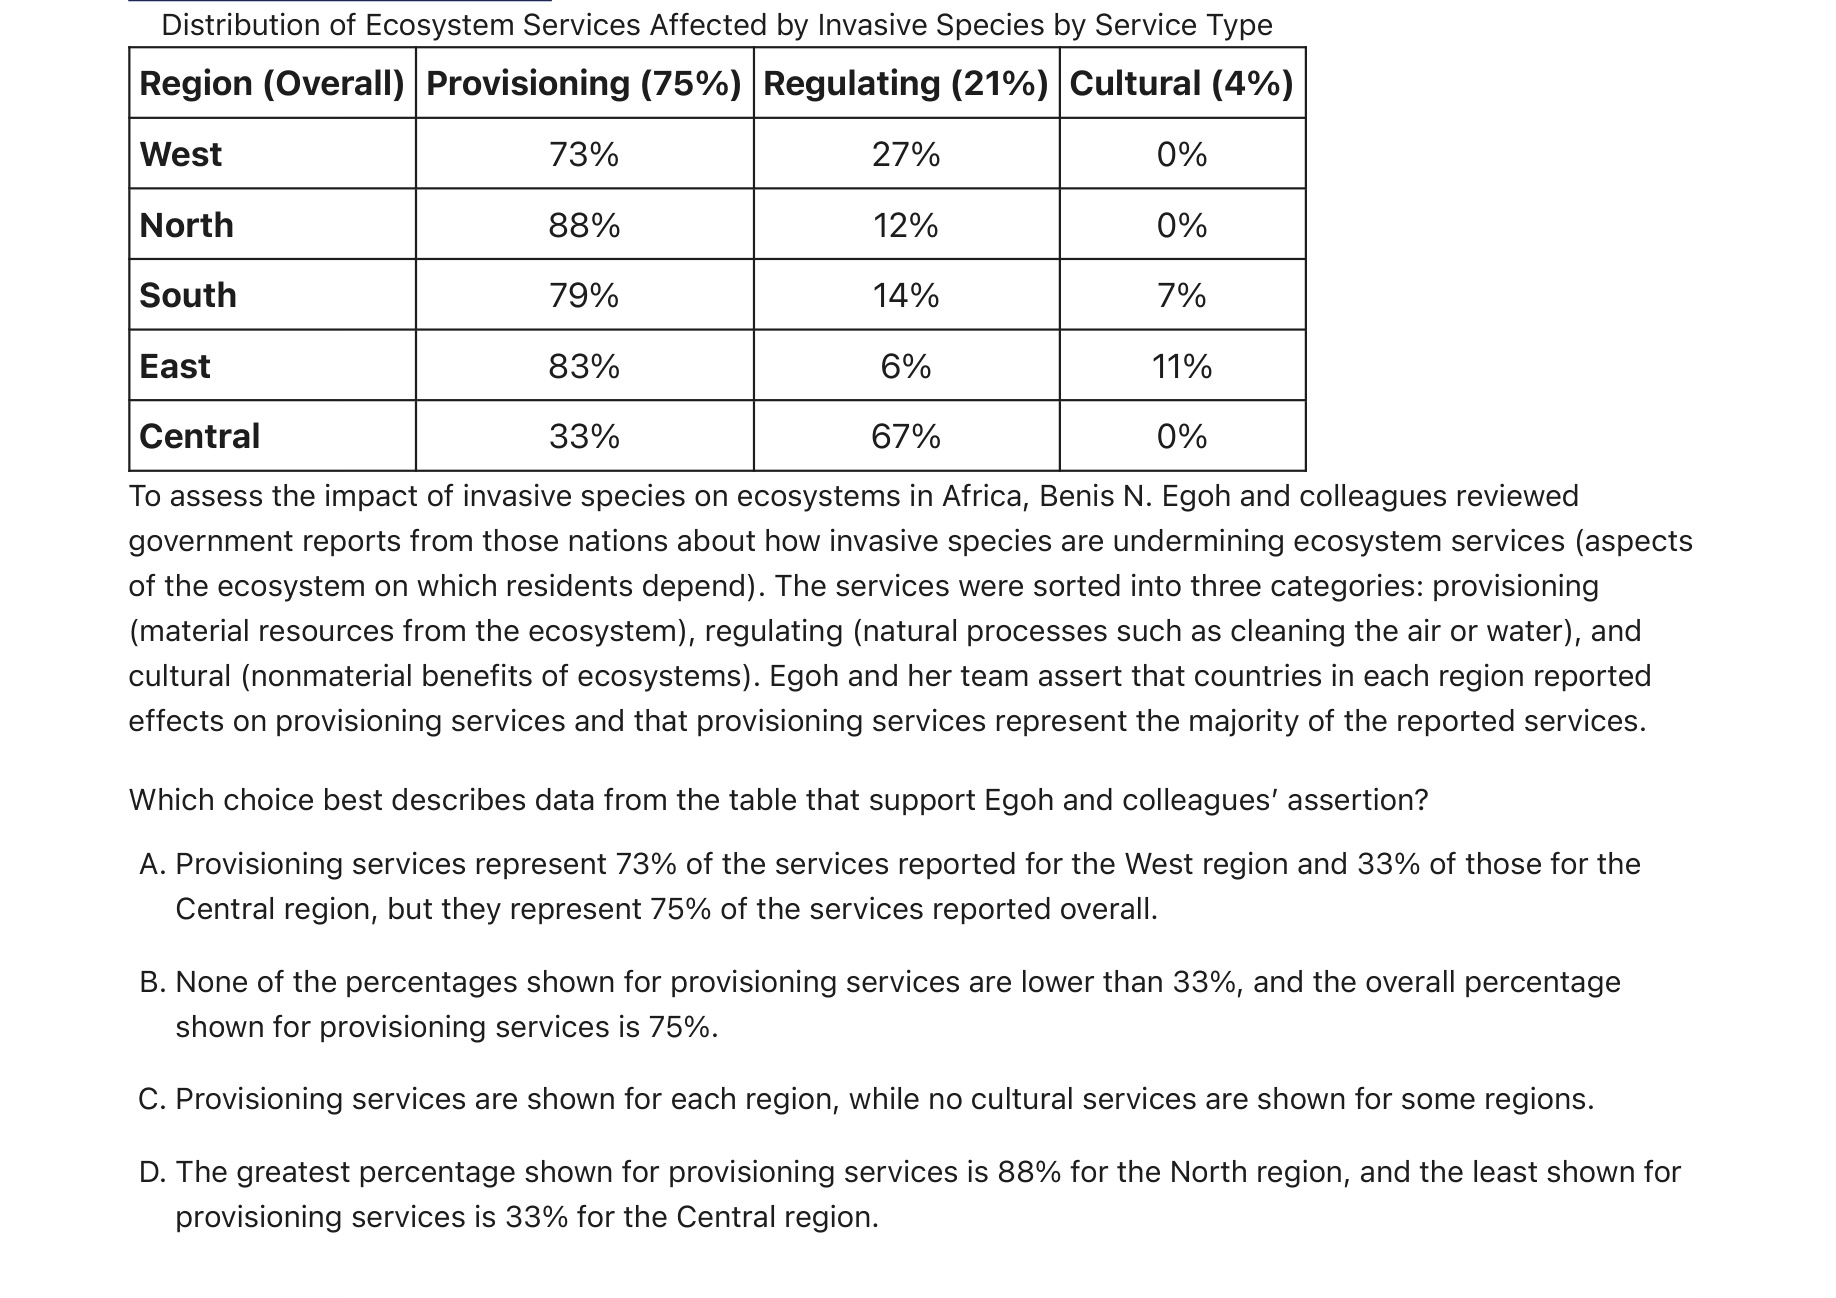 Distribution of Ecosystem Services Affected by Invasive Species by Service Type
Region (Overall) Provisioning (75%) Regulating (21%) Cultural (4%)
West 73% 27% 0%
North 88% 12% 0%
South 79% 14% 7%
East 83% 6% 11%
Central 33% 67% 0%
To assess the impact of invasive species on ecosystems in Africa, Benis N. Egoh and colleagues reviewed
government reports from those nations about how invasive species are undermining ecosystem services (aspects
of the ecosystem on which residents depend). The services were sorted into three categories: provisioning
(material resources from the ecosystem), regulating (natural processes such as cleaning the air or water), and
cultural (nonmaterial benefits of ecosystems). Egoh and her team assert that countries in each region reported
effects on provisioning services and that provisioning services represent the majority of the reported services.
Which choice best describes data from the table that support Egoh and colleagues’ assertion?
A. Provisioning services represent 73% of the services reported for the West region and 33% of those for the
Central region, but they represent 75% of the services reported overall.
B. None of the percentages shown for provisioning services are lower than 33%, and the overall percentage
shown for provisioning services is 75%.
C. Provisioning services are shown for each region, while no cultural services are shown for some regions.
D. The greatest percentage shown for provisioning services is 88% for the North region, and the least shown for
provisioning services is 33% for the Central region.